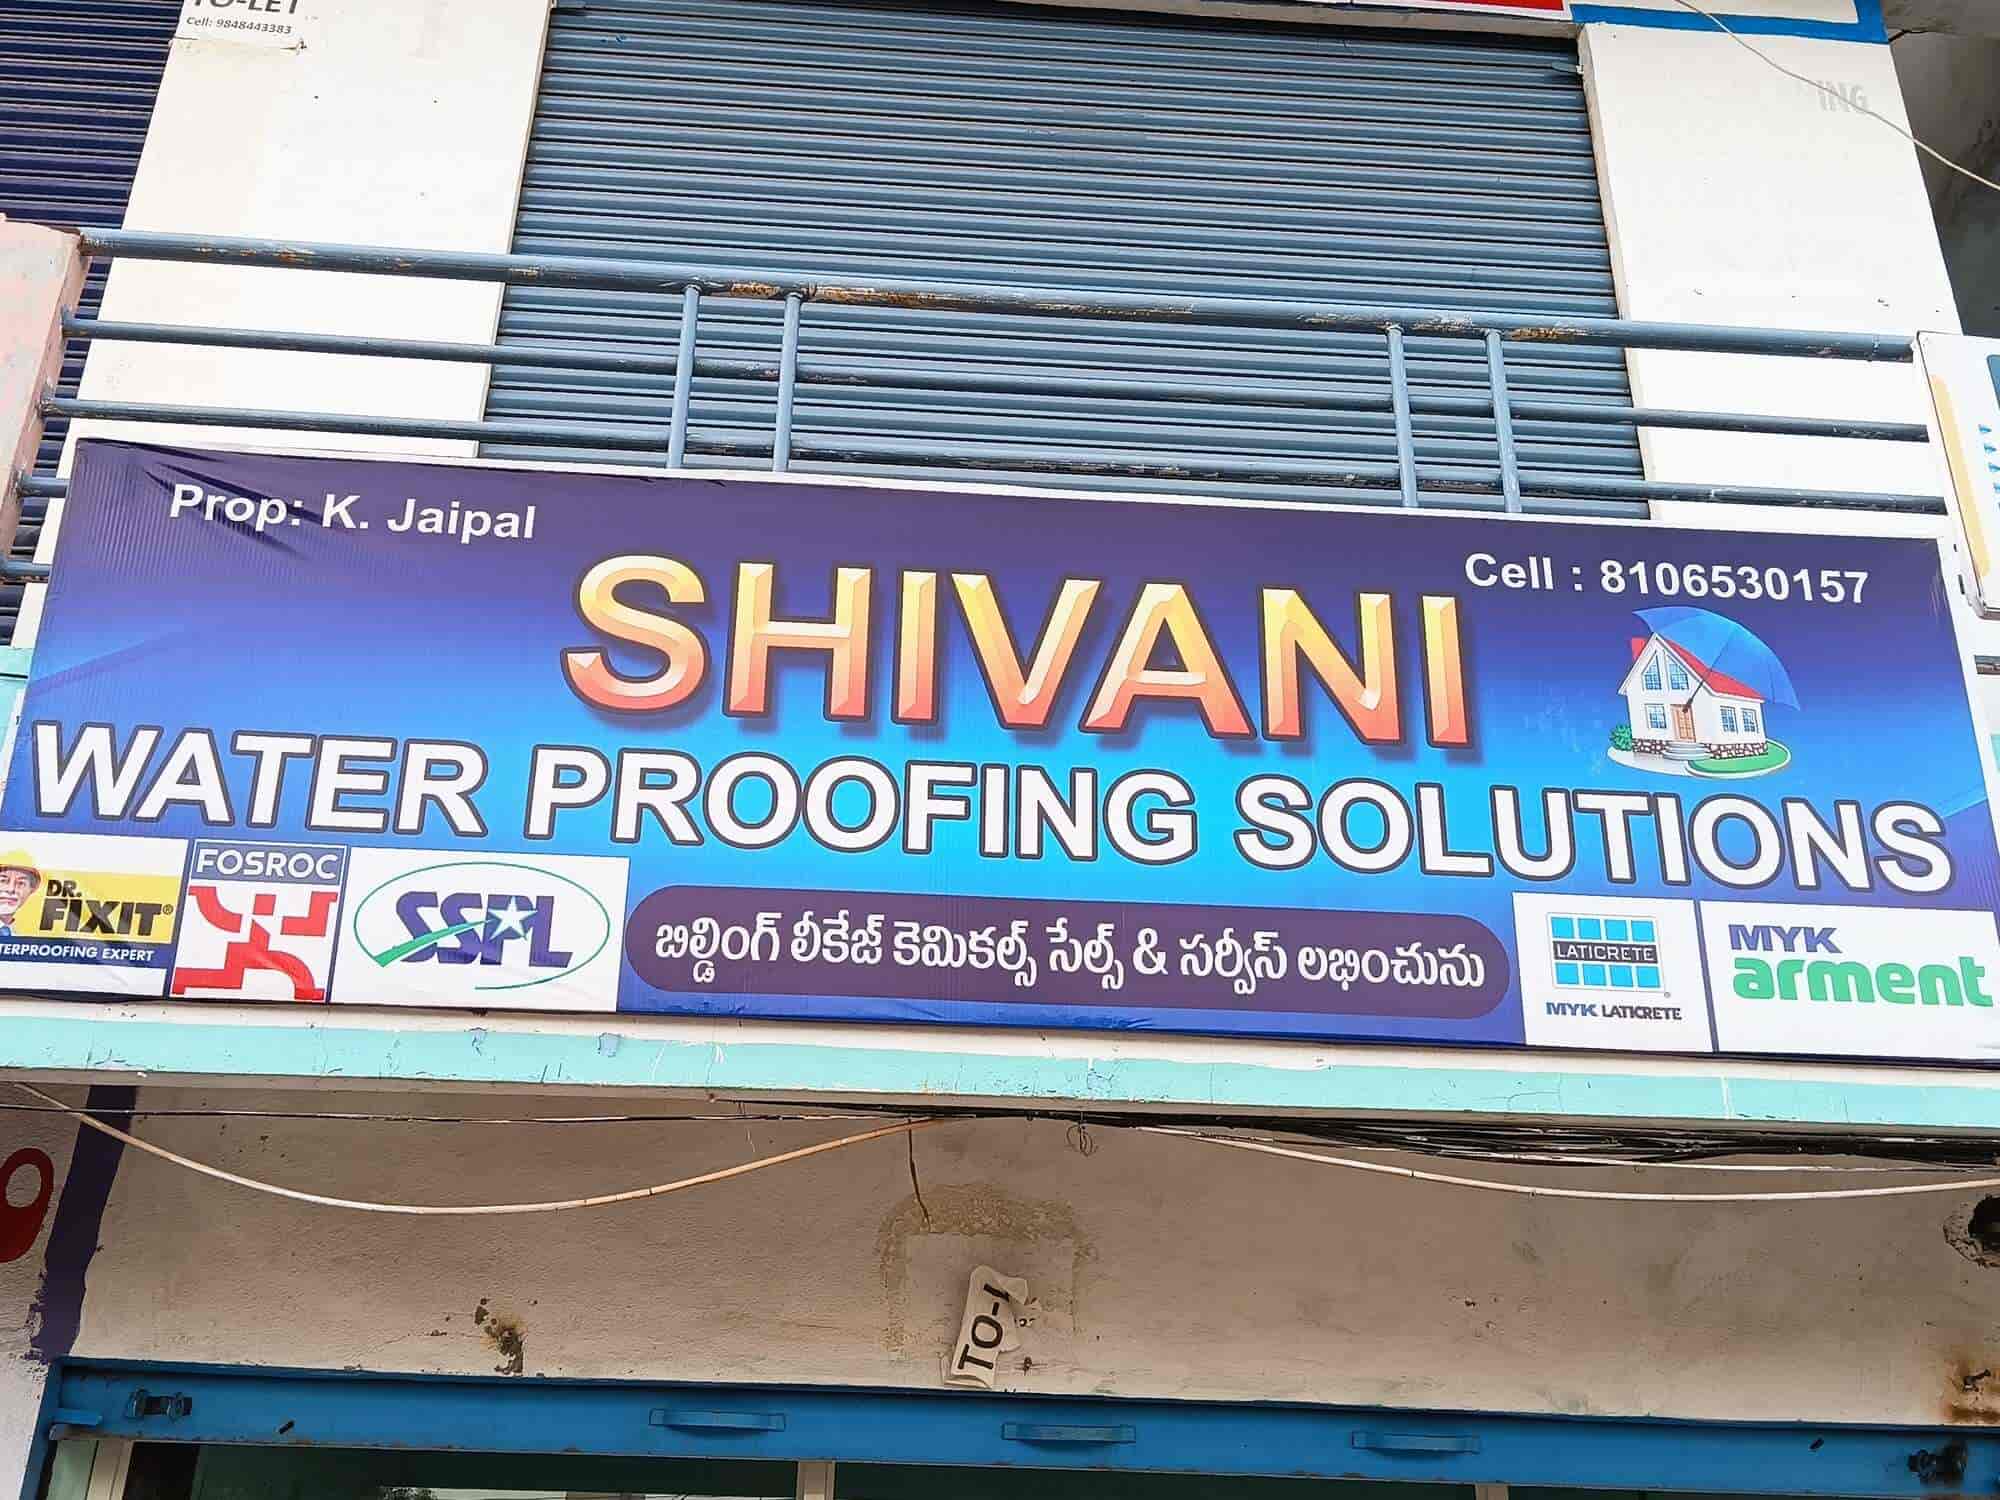 TO-LET
Cell: 9848443383
ING
Prop: K. Jaipal
Cell : 8106530157
SHIVANI
WATER PROOFING SOLUTIONS
DR.
FIXIT®
TERPROOFING EXPERT
FOSROC
SSPL
బిల్డింగ్ లీకేజ్ కెమికల్స్ సేల్స్ & సర్వీస్ లభించును
LATICRETE
MYK LATICRETE
MYK
arment
TO-